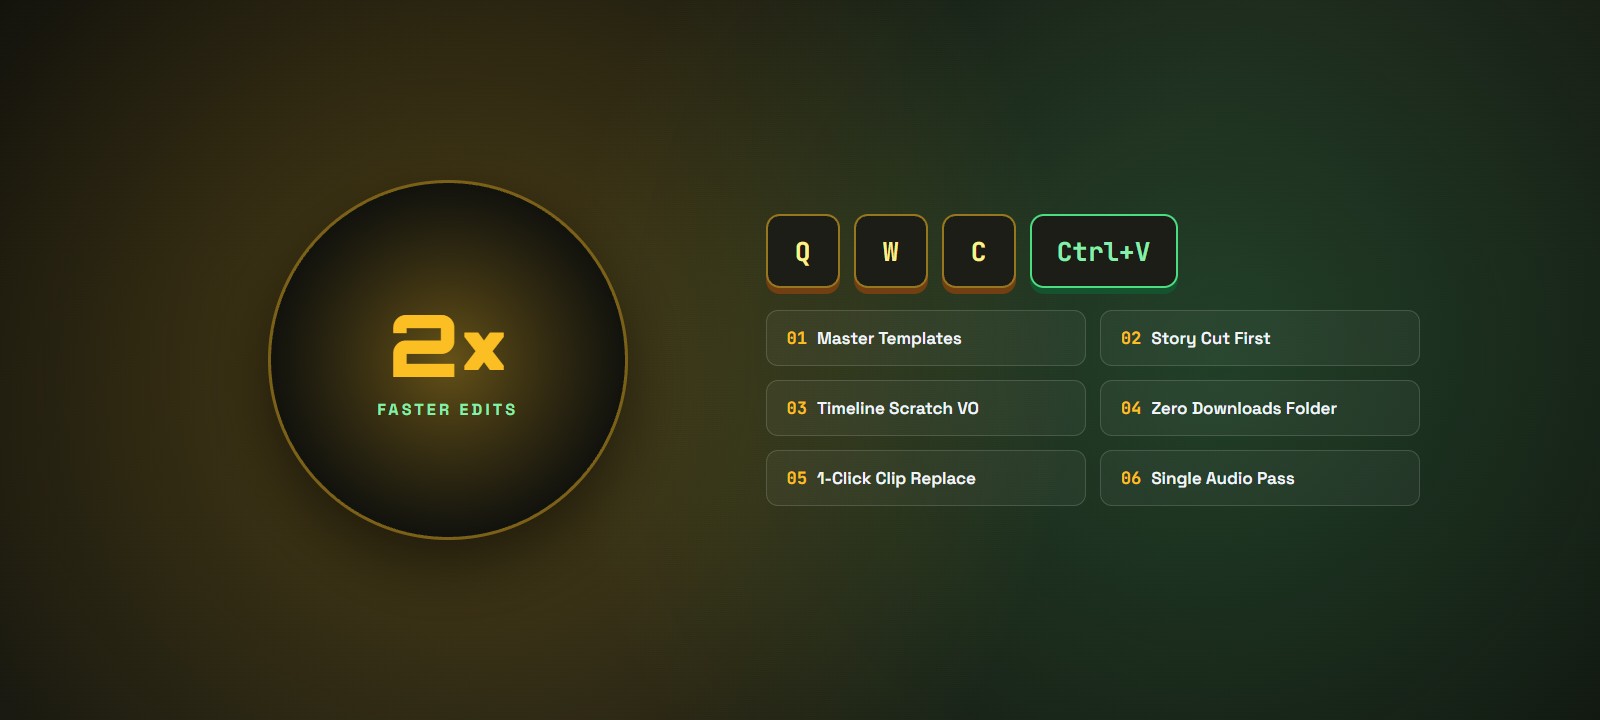 2x
FASTER EDITS
Q W C Ctrl+V
01 Master Templates
02 Story Cut First
03 Timeline Scratch VO
04 Zero Downloads Folder
05 1-Click Clip Replace
06 Single Audio Pass